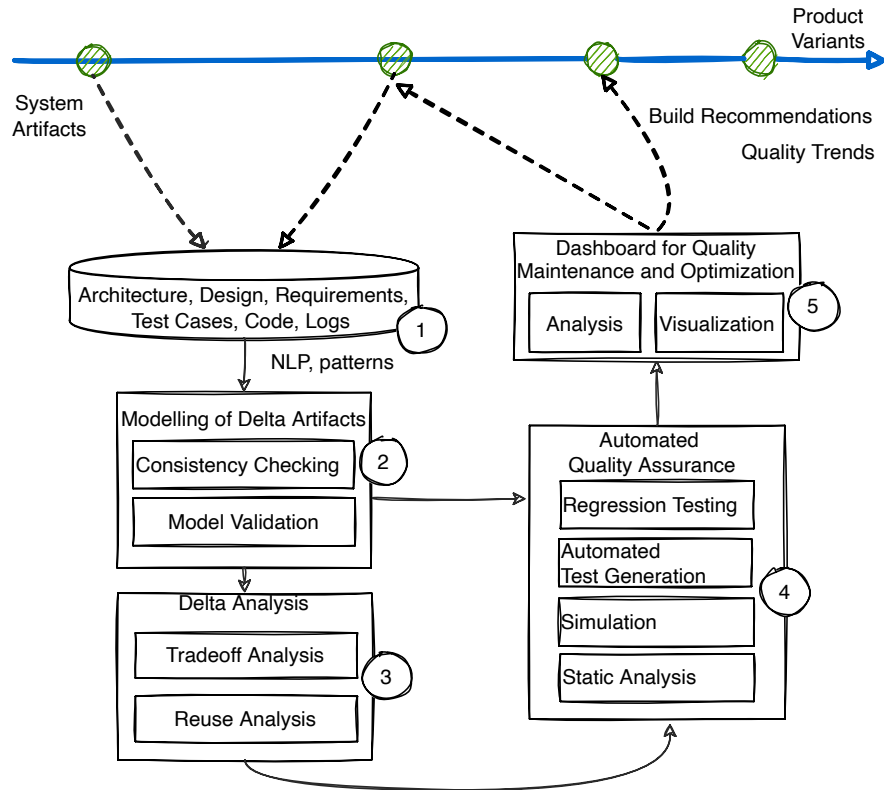 Product
Variants
System
Artifacts
Build Recommendations
Quality Trends
Architecture, Design, Requirements,
Test Cases, Code, Logs
1
NLP, patterns
Modelling of Delta Artifacts
Consistency Checking
2
Model Validation
Delta Analysis
Tradeoff Analysis
3
Reuse Analysis
Dashboard for Quality
Maintenance and Optimization
Analysis
Visualization
5
Automated
Quality Assurance
Regression Testing
Automated
Test Generation
4
Simulation
Static Analysis